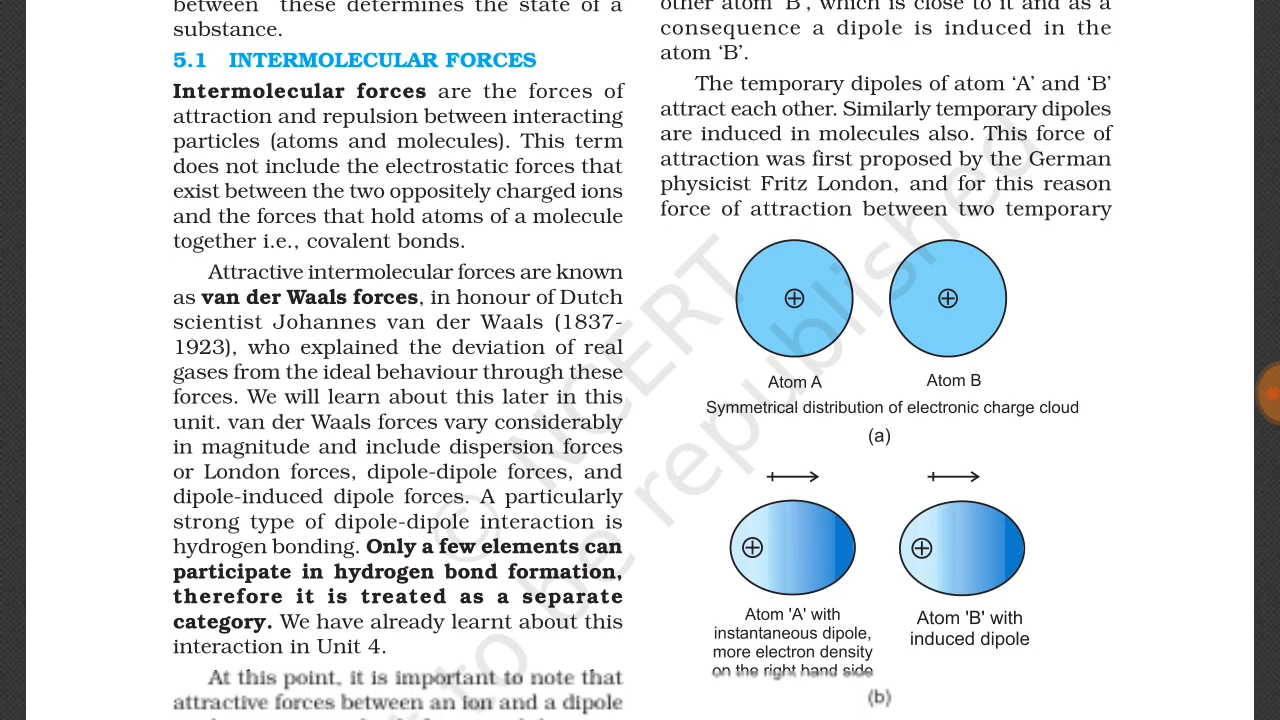 between these determines the state of a
substance.
5.1 INTERMOLECULAR FORCES
Intermolecular forces are the forces of
attraction and repulsion between interacting
particles (atoms and molecules). This term
does not include the electrostatic forces that
exist between the two oppositely charged ions
and the forces that hold atoms of a molecule
together i.e., covalent bonds.
Attractive intermolecular forces are known
as van der Waals forces, in honour of Dutch
scientist Johannes van der Waals (1837-
1923), who explained the deviation of real
gases from the ideal behaviour through these
forces. We will learn about this later in this
unit. van der Waals forces vary considerably
in magnitude and include dispersion forces
or London forces, dipole-dipole forces, and
dipole-induced dipole forces. A particularly
strong type of dipole-dipole interaction is
hydrogen bonding. Only a few elements can
participate in hydrogen bond formation,
therefore it is treated as a separate
category. We have already learnt about this
interaction in Unit 4.
At this point, it is important to note that
attractive forces between an ion and a dipole
other atom ‘B’, which is close to it and as a
consequence a dipole is induced in the
atom ‘B’.
The temporary dipoles of atom ‘A’ and ‘B’
attract each other. Similarly temporary dipoles
are induced in molecules also. This force of
attraction was first proposed by the German
physicist Fritz London, and for this reason
force of attraction between two temporary
Atom A
Atom B
Symmetrical distribution of electronic charge cloud
(a)
Atom 'A' with
instantaneous dipole,
more electron density
on the right hand side
Atom 'B' with
induced dipole
(b)
© NCERT
to be republished